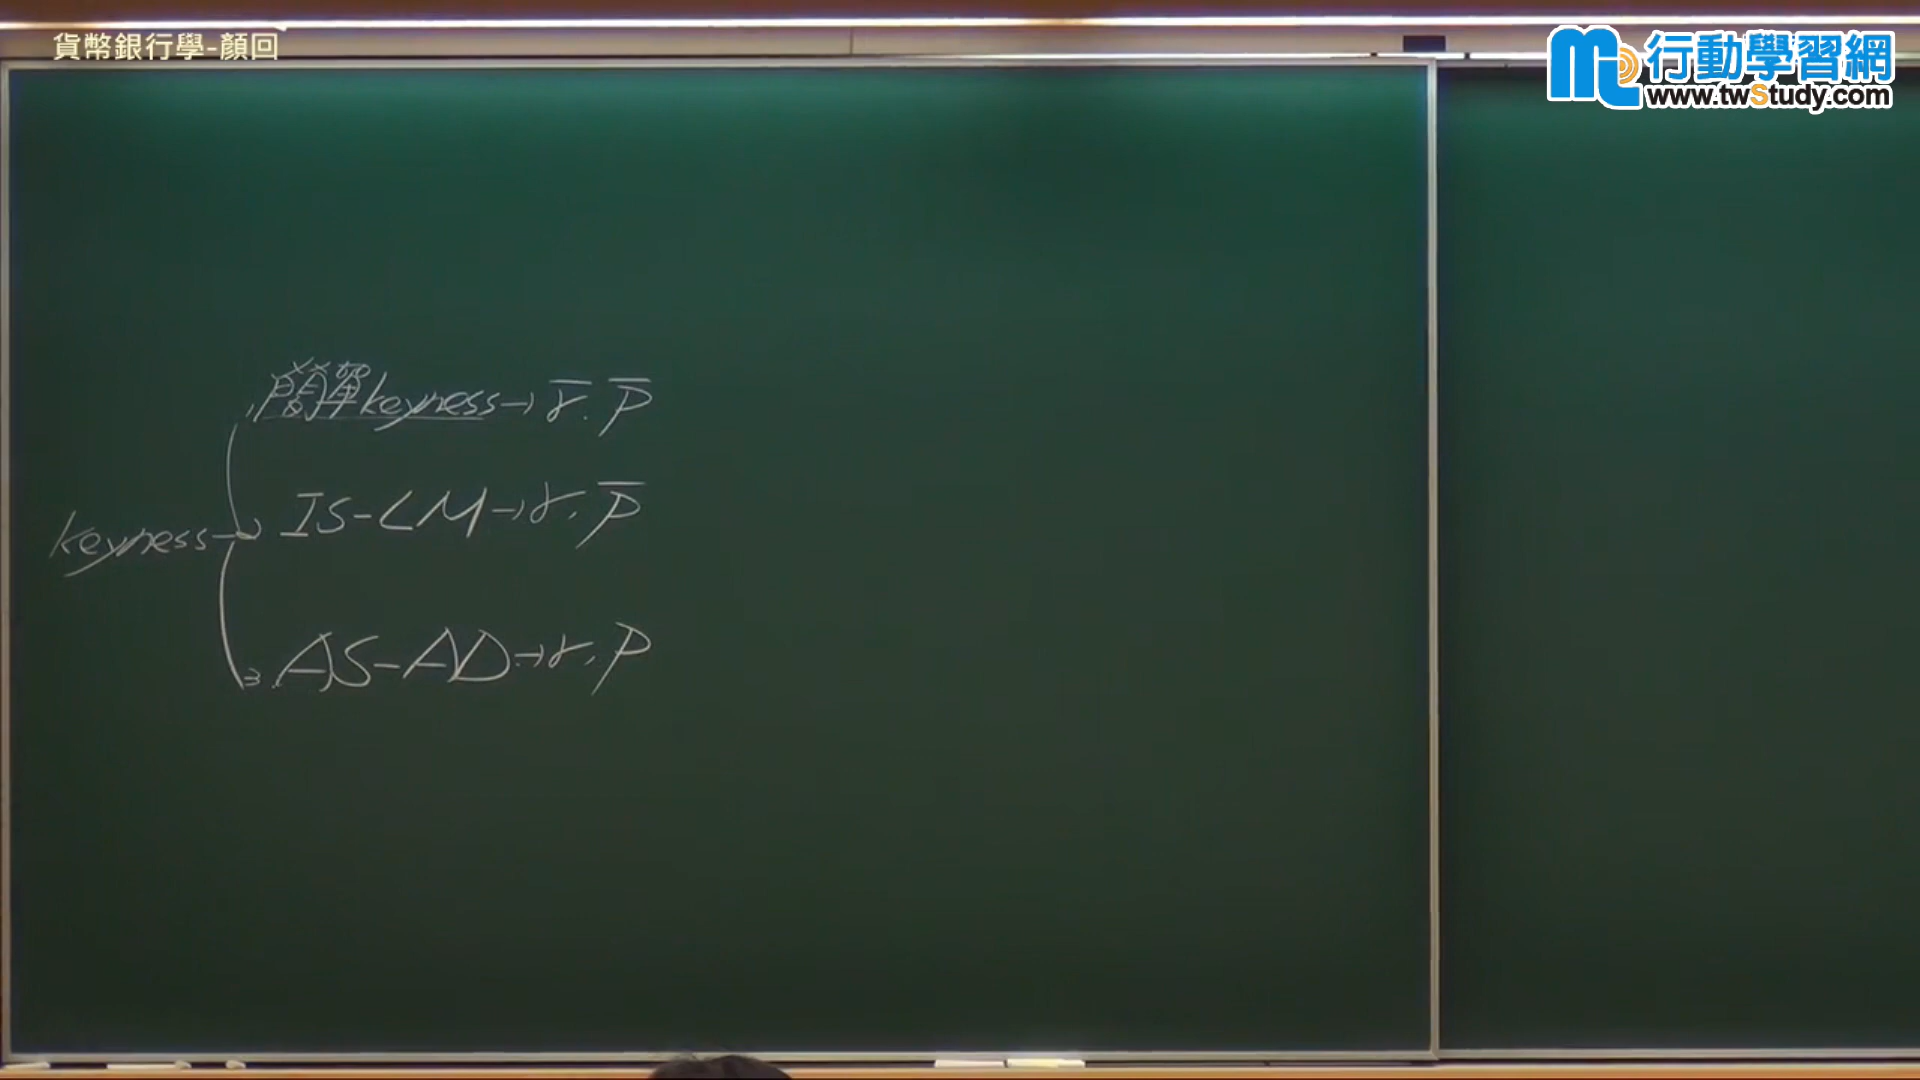 貨幣銀行學-顏回
行動學習網
www.twStudy.com
1.簡單keyness→r̄.P̄
keyness→2 IS-LM→r.P̄
3.AS-AD→r.P